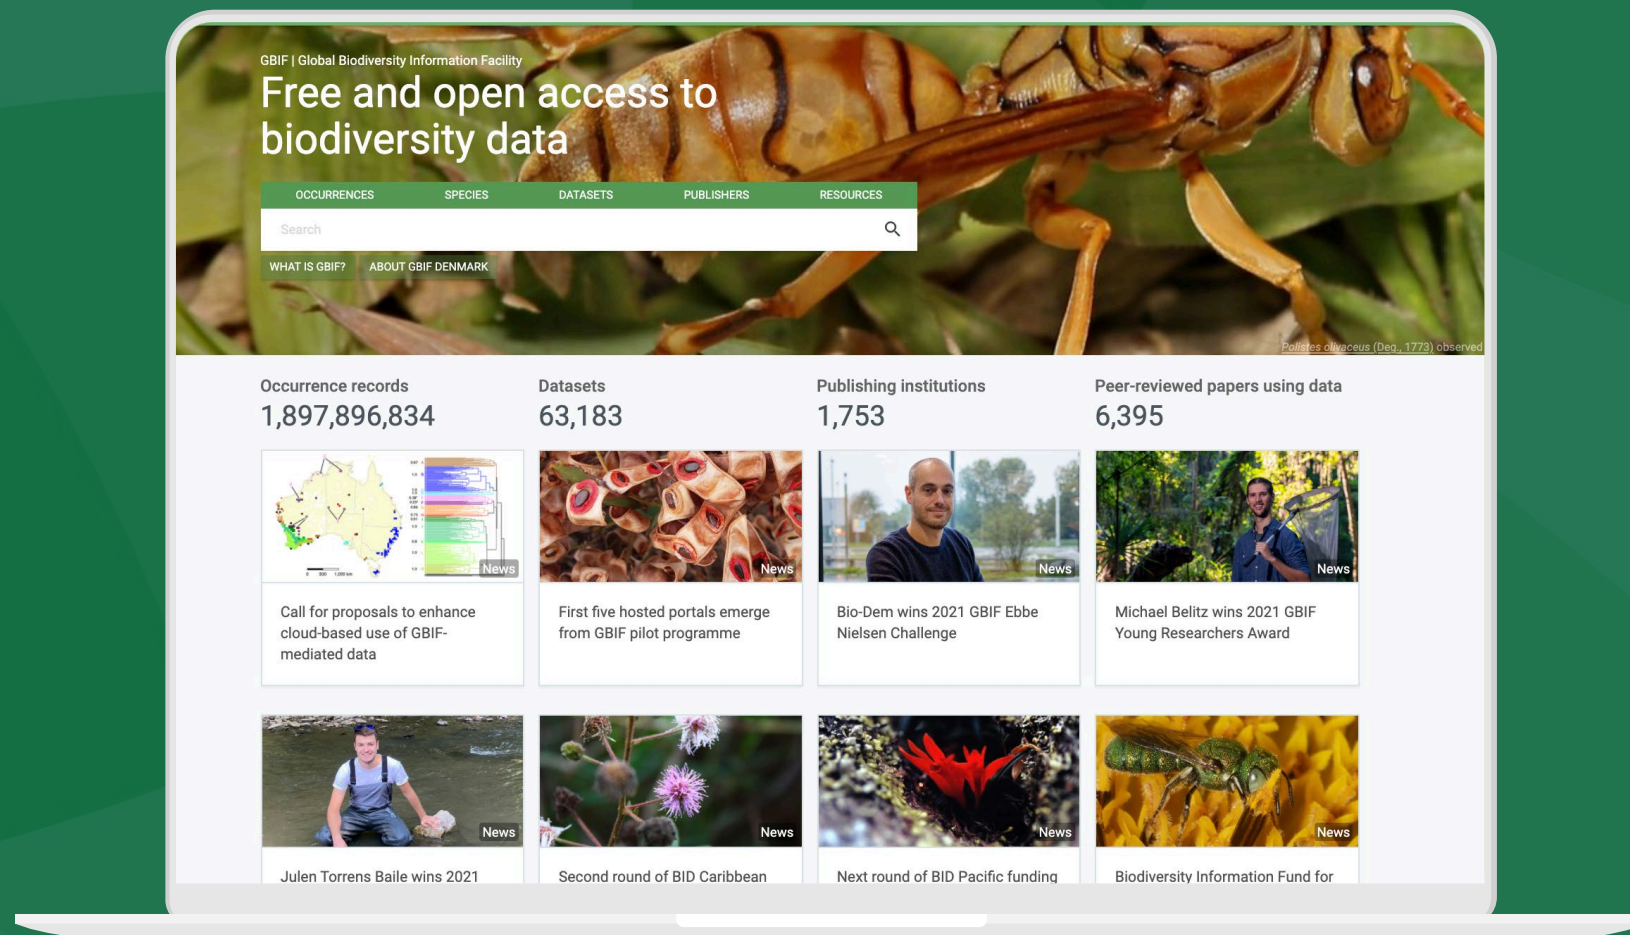 GBIF | Global Biodiversity Information Facility
Free and open access to
biodiversity data
OCCURRENCES SPECIES DATASETS PUBLISHERS RESOURCES
Search
WHAT IS GBIF? ABOUT GBIF DENMARK
Polistes olivaceus (Deg., 1773) observed
Occurrence records Datasets Publishing institutions Peer-reviewed papers using data
1,897,896,834 63,183 1,753 6,395
News News News News
Call for proposals to enhance
cloud-based use of GBIF-
mediated data
First five hosted portals emerge
from GBIF pilot programme
Bio-Dem wins 2021 GBIF Ebbe
Nielsen Challenge
Michael Belitz wins 2021 GBIF
Young Researchers Award
News News News News
Julen Torrens Baile wins 2021
Second round of BID Caribbean
Next round of BID Pacific funding
Biodiversity Information Fund for